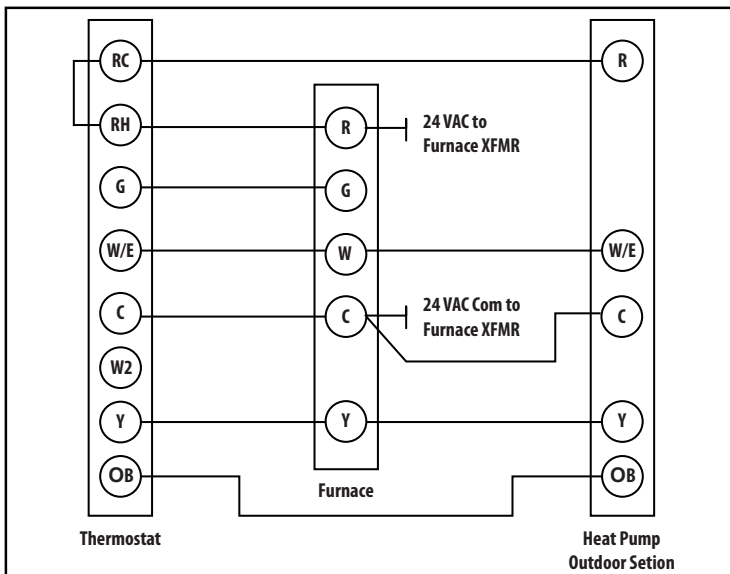 RC
RH
G
W/E
C
W2
Y
OB
Thermostat
R
G
W
C
Y
Furnace
24 VAC to
Furnace XFMR
24 VAC Com to
Furnace XFMR
R
W/E
C
Y
OB
Heat Pump
Outdoor Setion